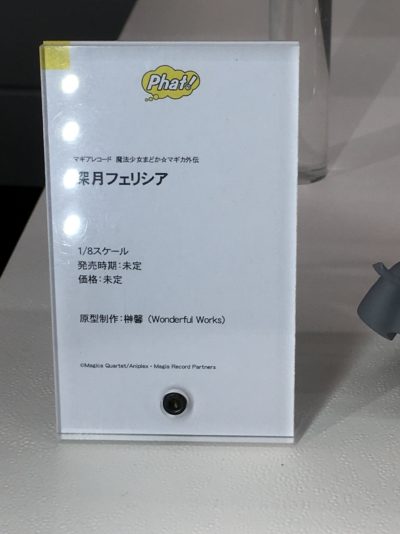 Phat!
マギアレコード 魔法少女まどか☆マギカ外伝
深月フェリシア
1/8スケール
発売時期:未定
価格:未定
原型制作:榊馨 (Wonderful Works)
©Magica Quartet/Aniplex・Magia Record Partners